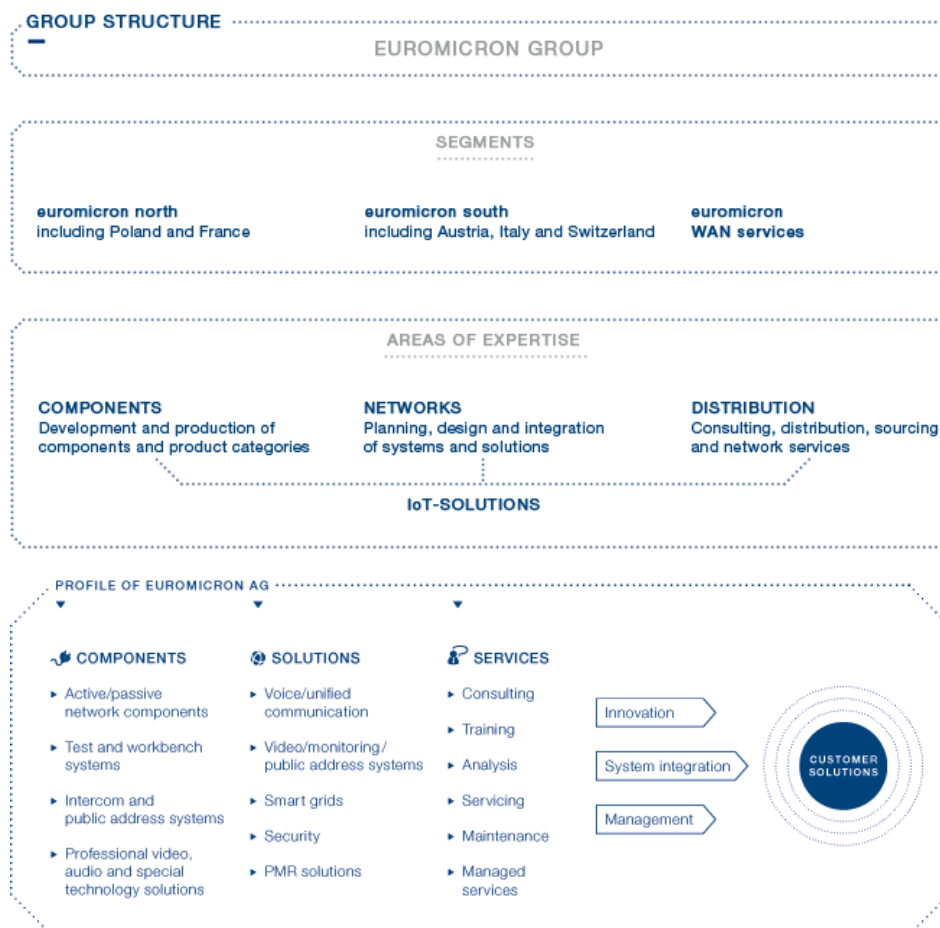 GROUP STRUCTURE
EUROMICRON GROUP
SEGMENTS
euromicron north
including Poland and France
euromicron south
including Austria, Italy and Switzerland
euromicron
WAN services
AREAS OF EXPERTISE
COMPONENTS
Development and production of
components and product categories
NETWORKS
Planning, design and integration
of systems and solutions
DISTRIBUTION
Consulting, distribution, sourcing
and network services
IoT-SOLUTIONS
PROFILE OF EUROMICRON AG
COMPONENTS
Active/passive
network components
Test and workbench
systems
Intercom and
public address systems
Professional video,
audio and special
technology solutions
SOLUTIONS
Voice/unified
communication
Video/monitoring/
public address systems
Smart grids
Security
PMR solutions
SERVICES
Consulting
Training
Analysis
Servicing
Maintenance
Managed
services
Innovation
System integration
Management
CUSTOMER
SOLUTIONS